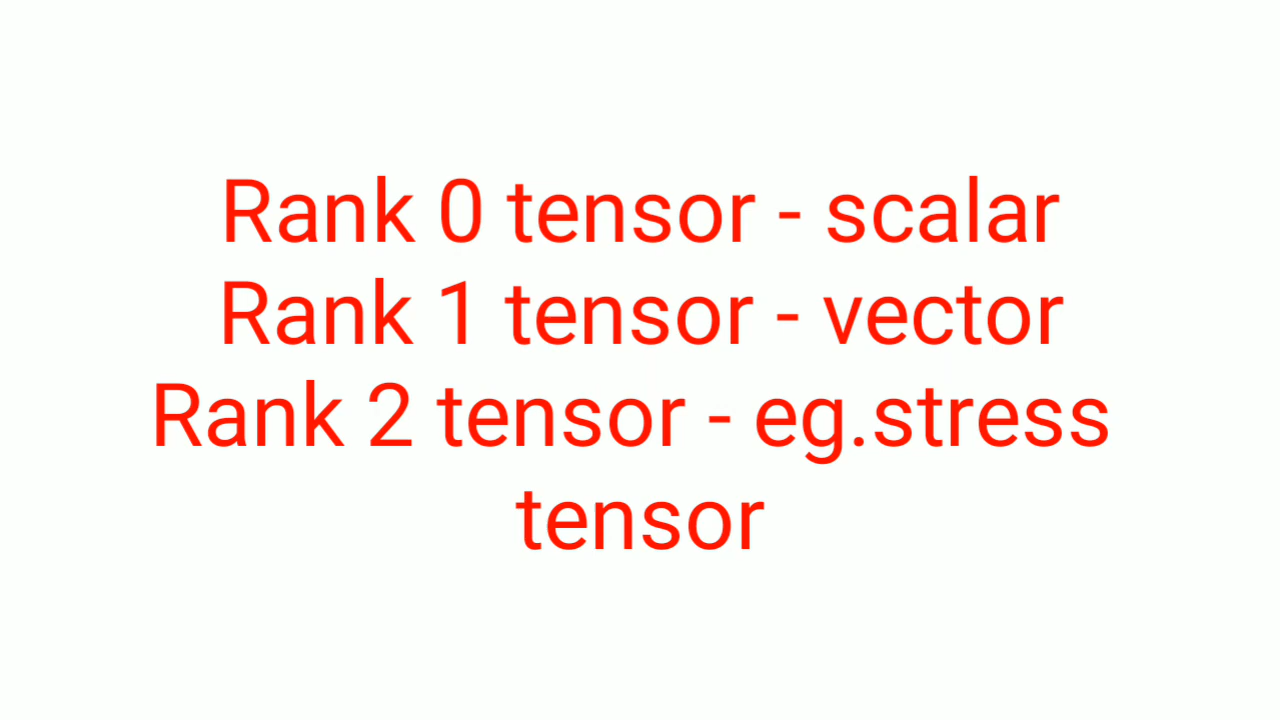 Rank 0 tensor - scalar
Rank 1 tensor - vector
Rank 2 tensor - eg.stress
tensor